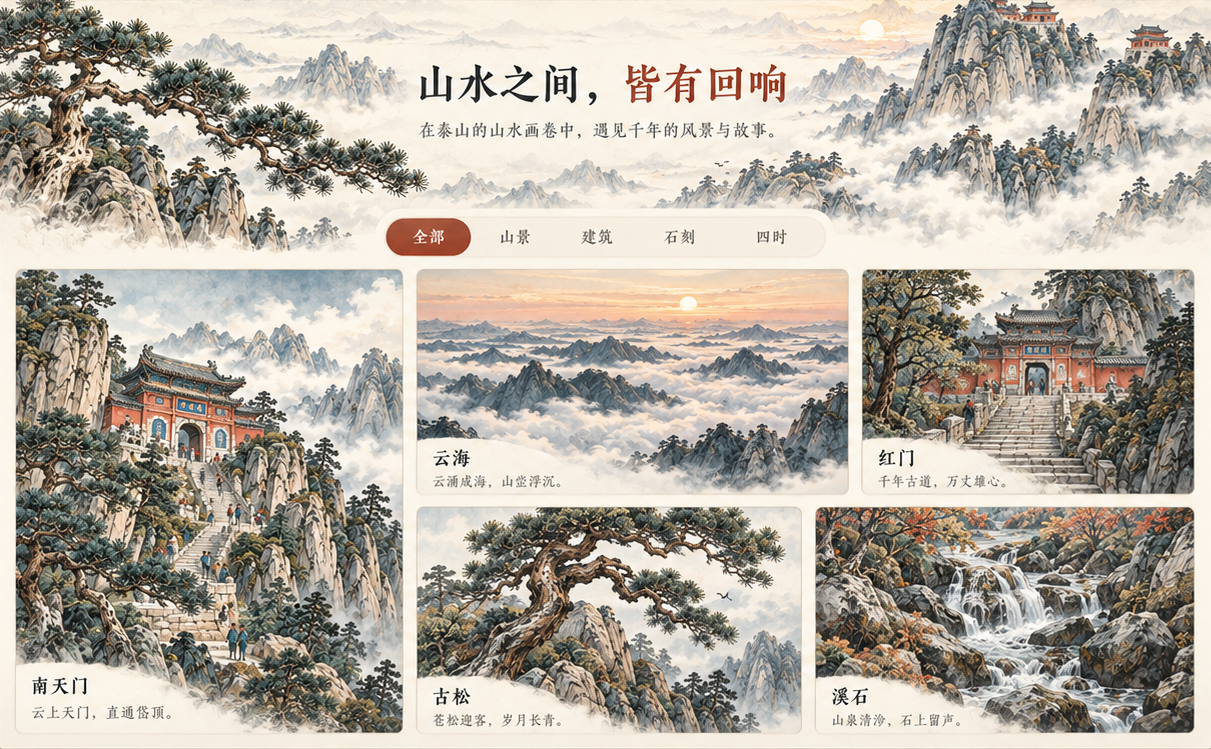 山水之间，皆有回响
在泰山的山水画卷中，遇见千年的风景与故事。
全部 山景 建筑 石刻 四时
南天门
云上天门，直通岱顶。
云海
云涌成海，山峦浮沉。
红门
千年古道，万丈雄心。
古松
苍松迎客，岁月长青。
溪石
山泉清泠，石上留声。